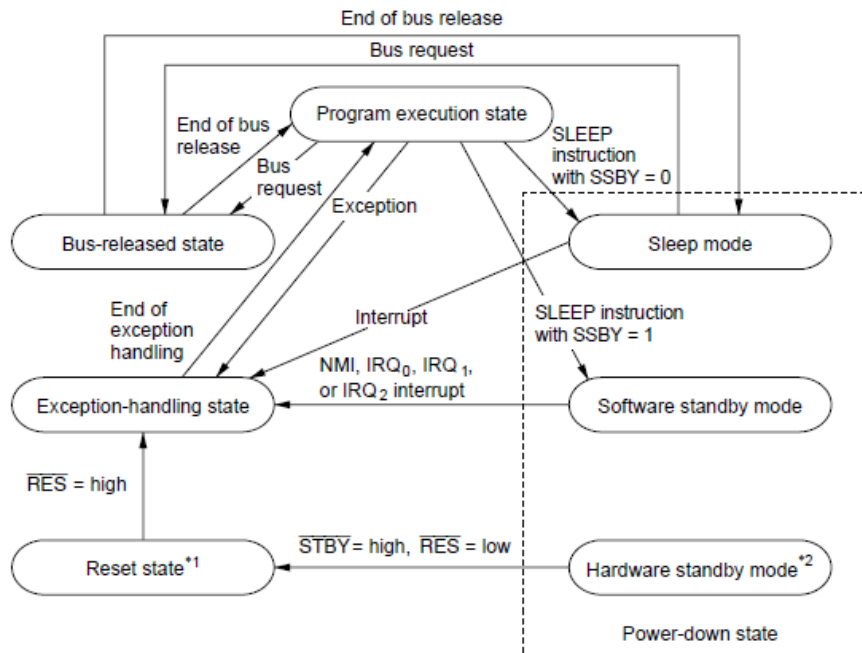 End of bus release
Bus request
Program execution state
End of bus
release
Bus
request
SLEEP
instruction
with SSBY = 0
Exception
Bus-released state
Sleep mode
End of
exception
handling
Interrupt
SLEEP instruction
with SSBY = 1
NMI, IRQ0, IRQ1,
or IRQ2 interrupt
Exception-handling state
Software standby mode
RES = high
STBY = high, RES = low
Reset state*1
Hardware standby mode*2
Power-down state